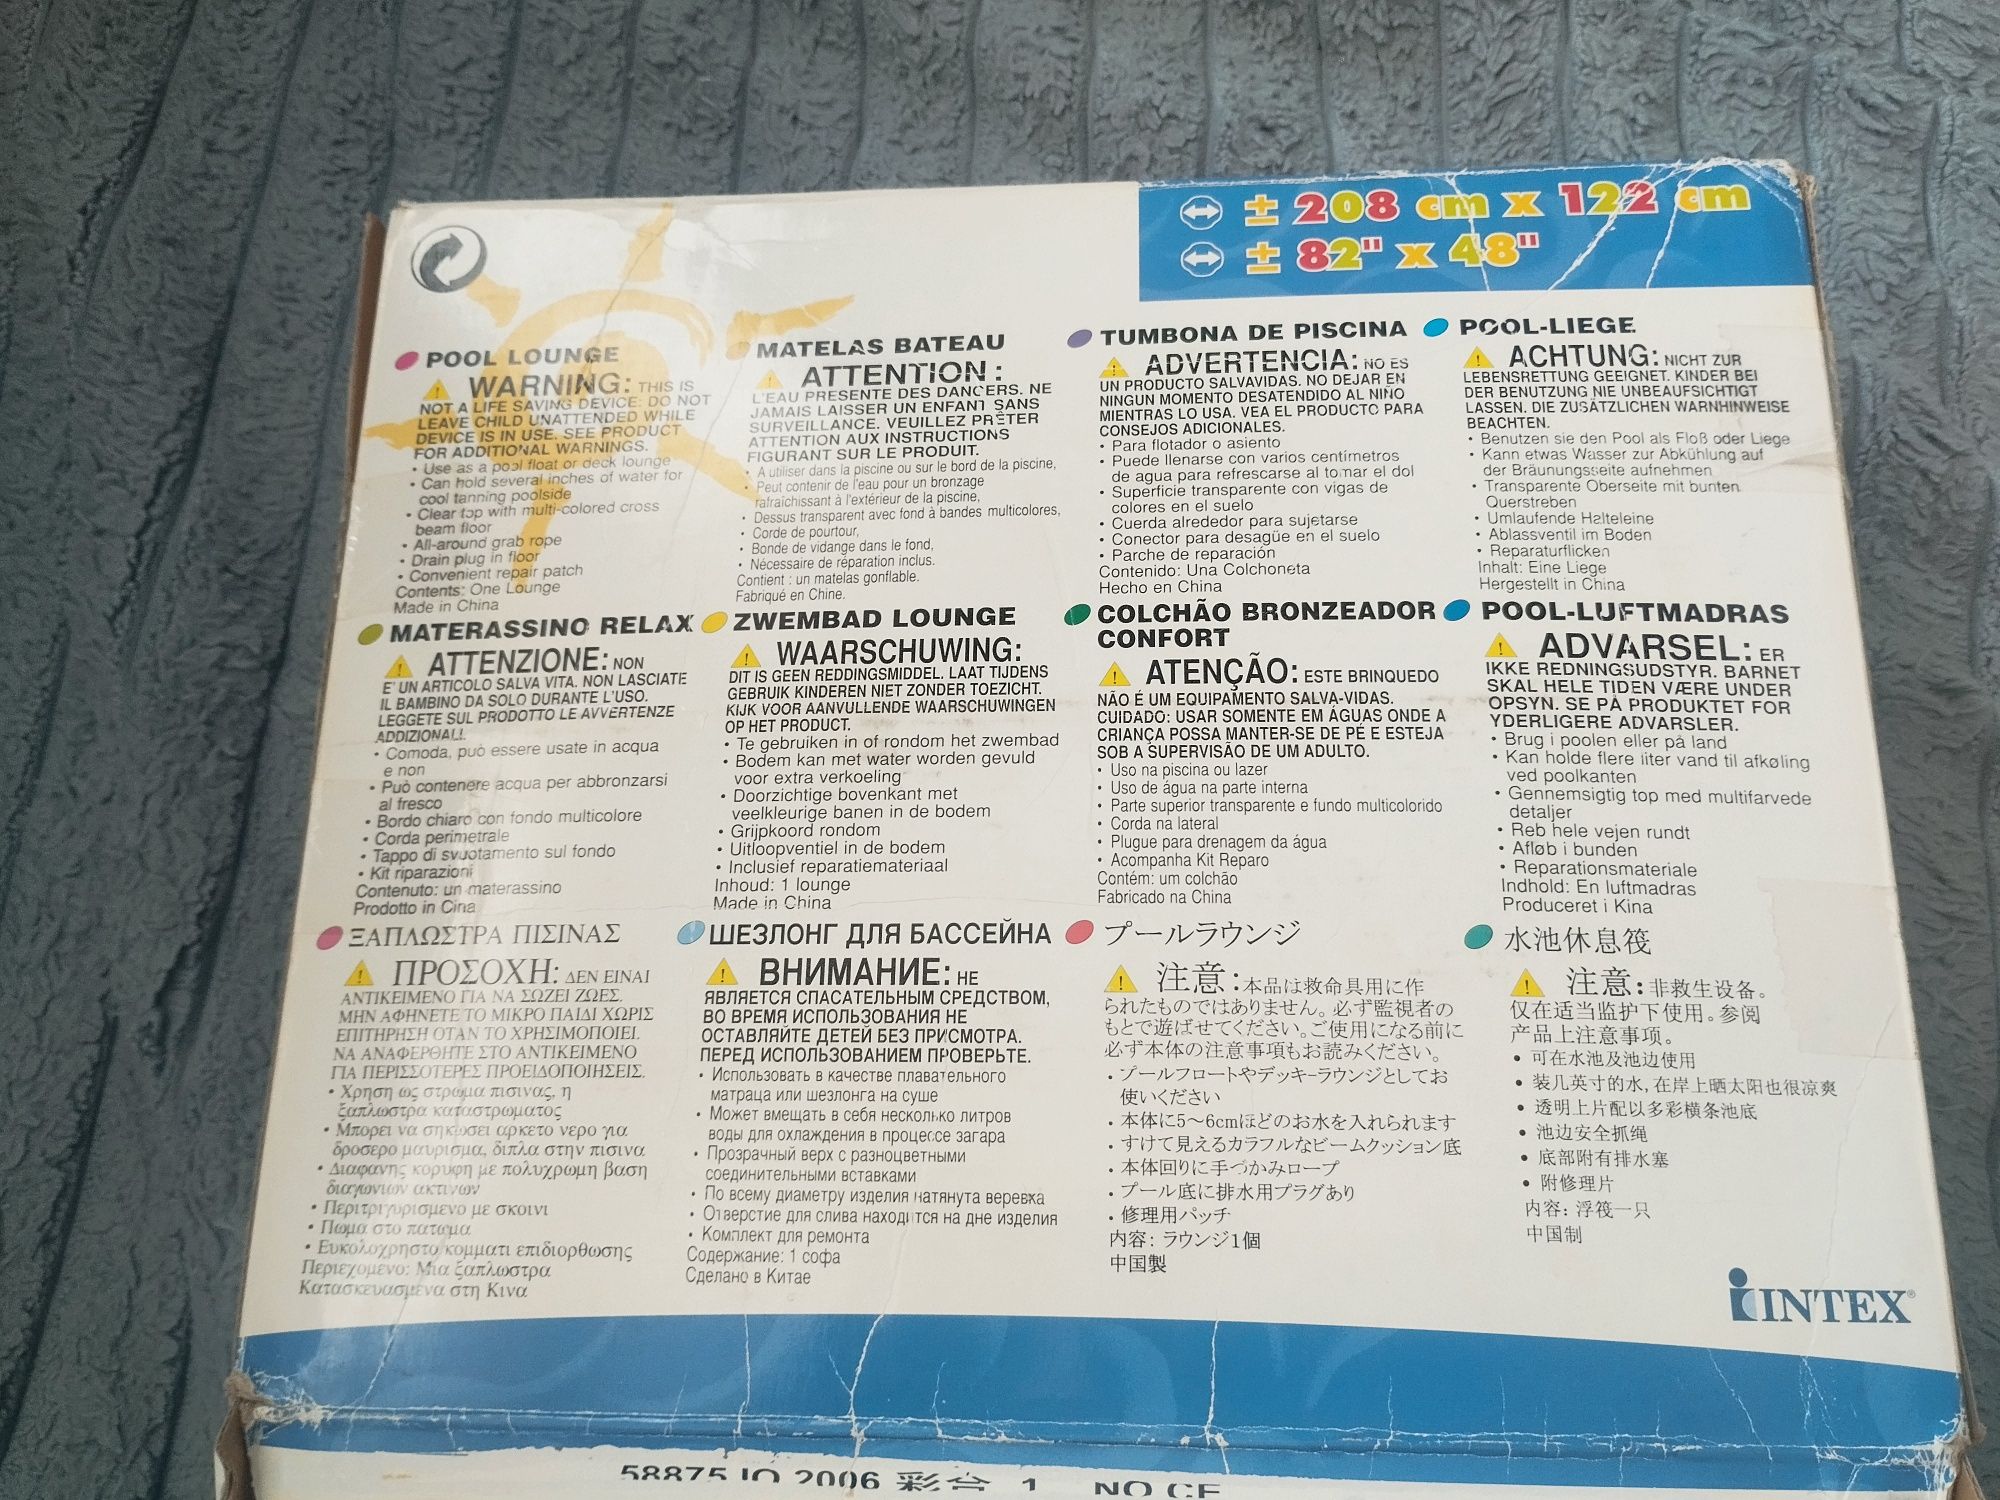 ± 208 cm x 122 cm
± 82" x 48"
POOL LOUNGE
WARNING: THIS IS
NOT A LIFE SAVING DEVICE: DO NOT
LEAVE CHILD UNATTENDED WHILE
DEVICE IS IN USE. SEE PRODUCT
FOR ADDITIONAL WARNINGS.
• Use as a pool float or deck lounge
• Can hold several inches of water for
cool tanning poolside
• Clear top with multi-colored cross
beam floor
• All-around grab rope
• Drain plug in floor
• Convenient repair patch
Contents: One Lounge
Made in China
MATELAS BATEAU
ATTENTION :
L'EAU PRESENTE DES DANGERS. NE
JAMAIS LAISSER UN ENFANT SANS
SURVEILLANCE. VEUILLEZ PRÊTER
ATTENTION AUX INSTRUCTIONS
FIGURANT SUR LE PRODUIT.
• A utiliser dans la piscine ou sur le bord de la piscine,
• Peut contenir de l'eau pour un bronzage
rafraîchissant à l'extérieur de la piscine,
• Dessus transparent avec fond à bandes multicolores,
• Corde de pourtour,
• Bonde de vidange dans le fond,
• Nécessaire de réparation inclus.
Contient : un matelas gonflable.
Fabriqué en Chine.
TUMBONA DE PISCINA
ADVERTENCIA: NO ES
UN PRODUCTO SALVAVIDAS. NO DEJAR EN
NINGUN MOMENTO DESATENDIDO AL NIÑO
MIENTRAS LO USA. VEA EL PRODUCTO PARA
CONSEJOS ADICIONALES.
• Para flotador o asiento
• Puede llenarse con varios centímetros
de agua para refrescarse al tomar el dol
• Superficie transparente con vigas de
colores en el suelo
• Cuerda alrededor para sujetarse
• Conector para desagüe en el suelo
• Parche de reparación
Contenido: Una Colchoneta
Hecho en China
POOL-LIEGE
ACHTUNG: NICHT ZUR
LEBENSRETTUNG GEEIGNET. KINDER BEI
DER BENUTZUNG NIE UNBEAUFSICHTIGT
LASSEN. DIE ZUSÄTZLICHEN WARNHINWEISE
BEACHTEN.
• Benutzen sie den Pool als Floß oder Liege
• Kann etwas Wasser zur Abkühlung auf
der Bräunungsseite aufnehmen
• Transparente Oberseite mit bunten
Querstreben
• Umlaufende Halteleine
• Ablassventil im Boden
• Reparaturflicken
Inhalt: Eine Liege
Hergestellt in China
MATERASSINO RELAX
ATTENZIONE: NON
E' UN ARTICOLO SALVA VITA. NON LASCIATE
IL BAMBINO DA SOLO DURANTE L'USO.
LEGGETE SUL PRODOTTO LE AVVERTENZE
ADDIZIONALI.
• Comoda, può essere usate in acqua
e non
• Può contenere acqua per abbronzarsi
al fresco
• Bordo chiaro con fondo multicolore
• Corda perimetrale
• Tappo di svuotamento sul fondo
• Kit riparazioni
Contenuto: un materassino
Prodotto in Cina
ZWEMBAD LOUNGE
WAARSCHUWING:
DIT IS GEEN REDDINGSMIDDEL. LAAT TIJDENS
GEBRUIK KINDEREN NIET ZONDER TOEZICHT.
KIJK VOOR AANVULLENDE WAARSCHUWINGEN
OP HET PRODUCT.
• Te gebruiken in of rondom het zwembad
• Bodem kan met water worden gevuld
voor extra verkoeling
• Doorzichtige bovenkant met
veelkleurige banen in de bodem
• Grijpkoord rondom
• Uitloopventiel in de bodem
• Inclusief reparatiemateriaal
Inhoud: 1 lounge
Made in China
COLCHÃO BRONZEADOR
CONFORT
ATENÇÃO: ESTE BRINQUEDO
NÃO É UM EQUIPAMENTO SALVA-VIDAS.
CUIDADO: USAR SOMENTE EM ÁGUAS ONDE A
CRIANÇA POSSA MANTER-SE DE PÉ E ESTEJA
SOB A SUPERVISÃO DE UM ADULTO.
• Uso na piscina ou lazer
• Uso de água na parte interna
• Parte superior transparente e fundo multicolorido
• Corda na lateral
• Plugue para drenagem da água
• Acompanha Kit Reparo
Contém: um colchão
Fabricado na China
POOL-LUFTMADRAS
ADVARSEL: ER
IKKE REDNINGSUDSTYR. BARNET
SKAL HELE TIDEN VÆRE UNDER
OPSYN. SE PÅ PRODUKTET FOR
YDERLIGERE ADVARSLER.
• Brug i poolen eller på land
• Kan holde flere liter vand til afkøling
ved poolkanten
• Gennemsigtig top med multifarvede
detaljer
• Reb hele vejen rundt
• Afløb i bunden
• Reparationsmateriale
Indhold: En luftmadras
Produceret i Kina
ΞΑΠΛΩΣΤΡΑ ΠΙΣΙΝΑΣ
ΠΡΟΣΟΧΗ: ΔΕΝ ΕΙΝΑΙ
ΑΝΤΙΚΕΙΜΕΝΟ ΓΙΑ ΝΑ ΣΩΖΕΙ ΖΩΕΣ.
ΜΗΝ ΑΦΗΝΕΤΕ ΤΟ ΜΙΚΡΟ ΠΑΙΔΙ ΧΩΡΙΣ
ΕΠΙΤΗΡΗΣΗ ΟΤΑΝ ΤΟ ΧΡΗΣΙΜΟΠΟΙΕΙ.
ΝΑ ΑΝΑΦΕΡΘΗΤΕ ΣΤΟ ΑΝΤΙΚΕΙΜΕΝΟ
ΓΙΑ ΠΕΡΙΣΣΟΤΕΡΕΣ ΠΡΟΕΙΔΟΠΟΙΗΣΕΙΣ.
• Χρηση ως στρωμα πισινας, η
ξαπλωστρα καταστρωματος
• Μπορει να σηκωσει αρκετο νερο για
δροσερο μαυρισμα, διπλα στην πισινα
• Διαφανης κορυφη με πολυχρωμη βαση
διαγωνιων ακτινων
• Περιτριγυρισμενο με σκοινι
• Πωμα στο πατωμα
• Ευκολοχρηστο κομματι επιδιορθωσης
Περιεχομενο: Μια ξαπλωστρα
Κατασκευασμενα στη Κινα
ШЕЗЛОНГ ДЛЯ БАССЕЙНА
ВНИМАНИЕ: НЕ
ЯВЛЯЕТСЯ СПАСАТЕЛЬНЫМ СРЕДСТВОМ,
ВО ВРЕМЯ ИСПОЛЬЗОВАНИЯ НЕ
ОСТАВЛЯЙТЕ ДЕТЕЙ БЕЗ ПРИСМОТРА.
ПЕРЕД ИСПОЛЬЗОВАНИЕМ ПРОВЕРЬТЕ.
• Использовать в качестве плавательного
матраца или шезлонга на суше
• Может вмещать в себя несколько литров
воды для охлаждения в процессе загара
• Прозрачный верх с разноцветными
соединительными вставками
• По всему диаметру изделия натянута веревка
• Отверстие для слива находится на дне изделия
• Комплект для ремонта
Содержание: 1 софа
Сделано в Китае
プールラウンジ
注意:本品は救命具用に作
られたものではありません。必ず監視者の
もとで遊ばせてください。ご使用になる前に
必ず本体の注意事項もお読みください。
・プールフロートやデッキーラウンジとしてお
使いください
・本体に5〜6cmほどのお水を入れられます
・すけて見えるカラフルなビームクッション底
・本体回りに手づかみロープ
・プール底に排水用プラグあり
・修理用パッチ
内容: ラウンジ1個
中国製
水池休息筏
注意:非救生设备。
仅在适当监护下使用。参阅
产品上注意事项。
• 可在水池及池边使用
• 装几英寸的水,在岸上晒太阳也很凉爽
• 透明上片配以多彩横条池底
• 池边安全抓绳
• 底部附有排水塞
• 附修理片
内容: 浮筏一只
中国制
INTEX®
58875 IO 2006 彩盒 1 NO CE